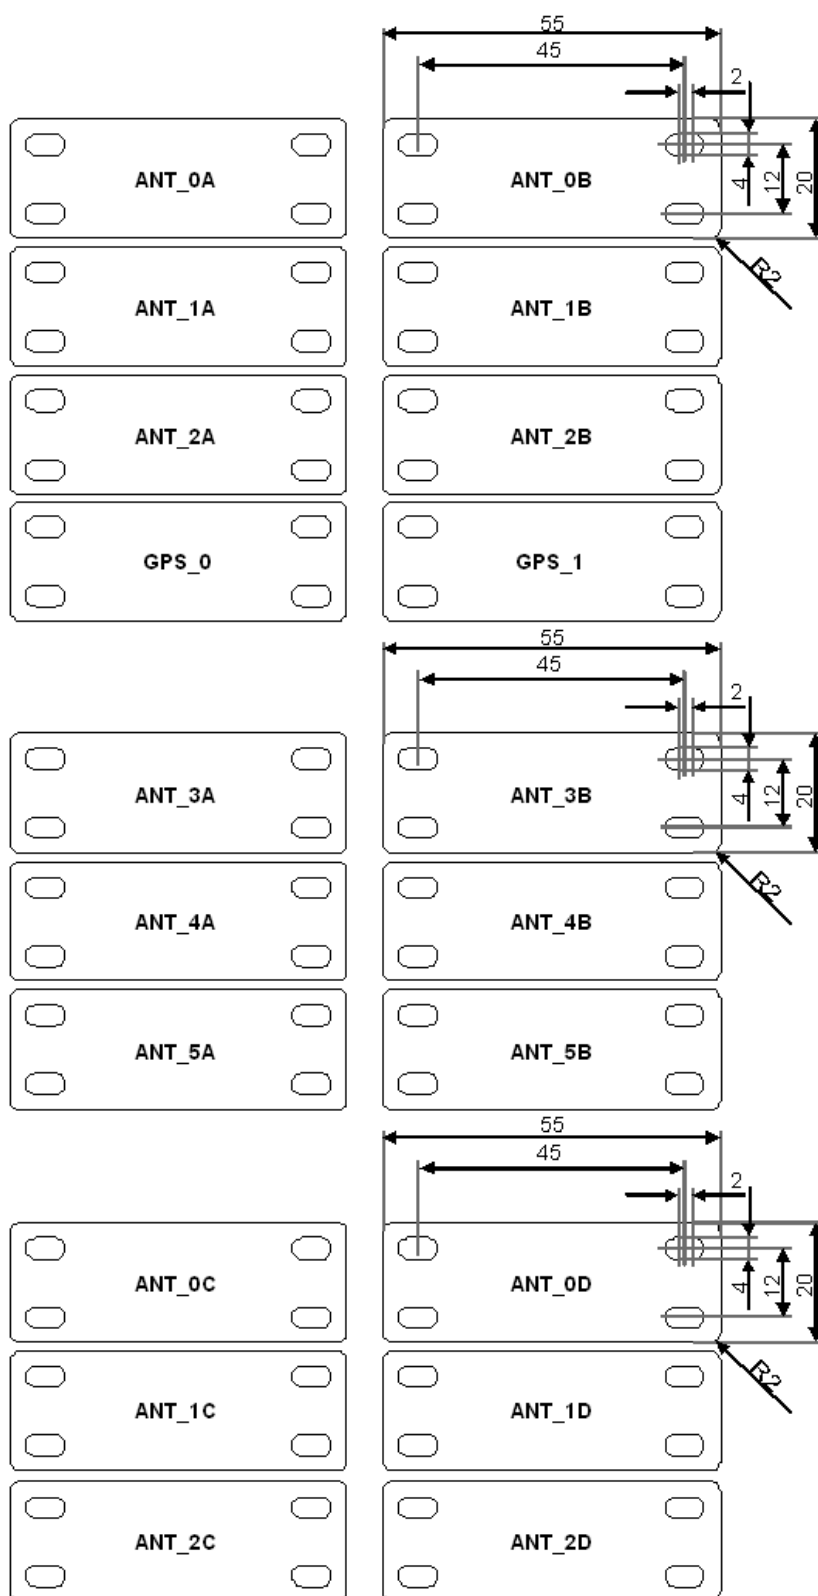 55
45
2
ANT_0A ANT_0B 4 12 20
R2
ANT_1A ANT_1B
ANT_2A ANT_2B
GPS_0 GPS_1
55
45
2
ANT_3A ANT_3B 4 12 20
R2
ANT_4A ANT_4B
ANT_5A ANT_5B
55
45
2
ANT_0C ANT_0D 4 12 20
R2
ANT_1C ANT_1D
ANT_2C ANT_2D